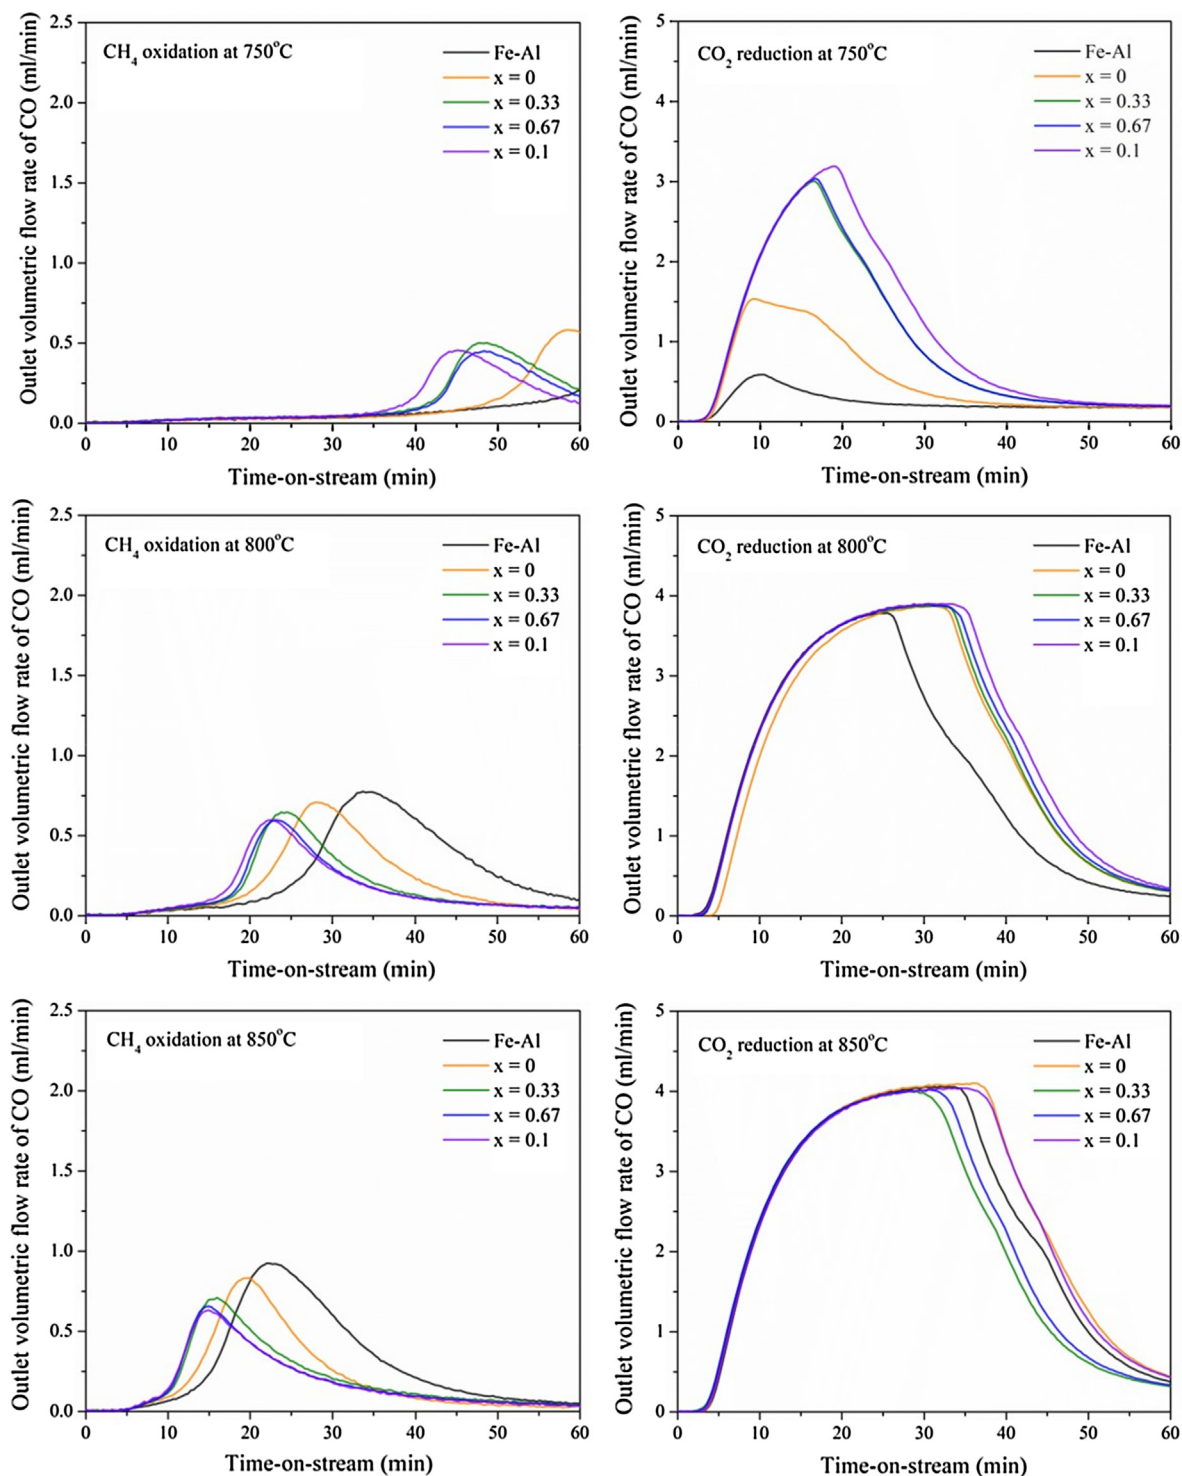 CH4 oxidation at 750°C
Fe-Al
x = 0
x = 0.33
x = 0.67
x = 0.1
Outlet volumetric flow rate of CO (ml/min)
2.5
2.0
1.5
1.0
0.5
0.0
0 10 20 30 40 50 60
Time-on-stream (min)
CO2 reduction at 750°C
Fe-Al
x = 0
x = 0.33
x = 0.67
x = 0.1
Outlet volumetric flow rate of CO (ml/min)
5
4
3
2
1
0
0 10 20 30 40 50 60
Time-on-stream (min)
CH4 oxidation at 800°C
Fe-Al
x = 0
x = 0.33
x = 0.67
x = 0.1
Outlet volumetric flow rate of CO (ml/min)
2.5
2.0
1.5
1.0
0.5
0.0
0 10 20 30 40 50 60
Time-on-stream (min)
CO2 reduction at 800°C
Fe-Al
x = 0
x = 0.33
x = 0.67
x = 0.1
Outlet volumetric flow rate of CO (ml/min)
5
4
3
2
1
0
0 10 20 30 40 50 60
Time-on-stream (min)
CH4 oxidation at 850°C
Fe-Al
x = 0
x = 0.33
x = 0.67
x = 0.1
Outlet volumetric flow rate of CO (ml/min)
2.5
2.0
1.5
1.0
0.5
0.0
0 10 20 30 40 50 60
Time-on-stream (min)
CO2 reduction at 850°C
Fe-Al
x = 0
x = 0.33
x = 0.67
x = 0.1
Outlet volumetric flow rate of CO (ml/min)
5
4
3
2
1
0
0 10 20 30 40 50 60
Time-on-stream (min)